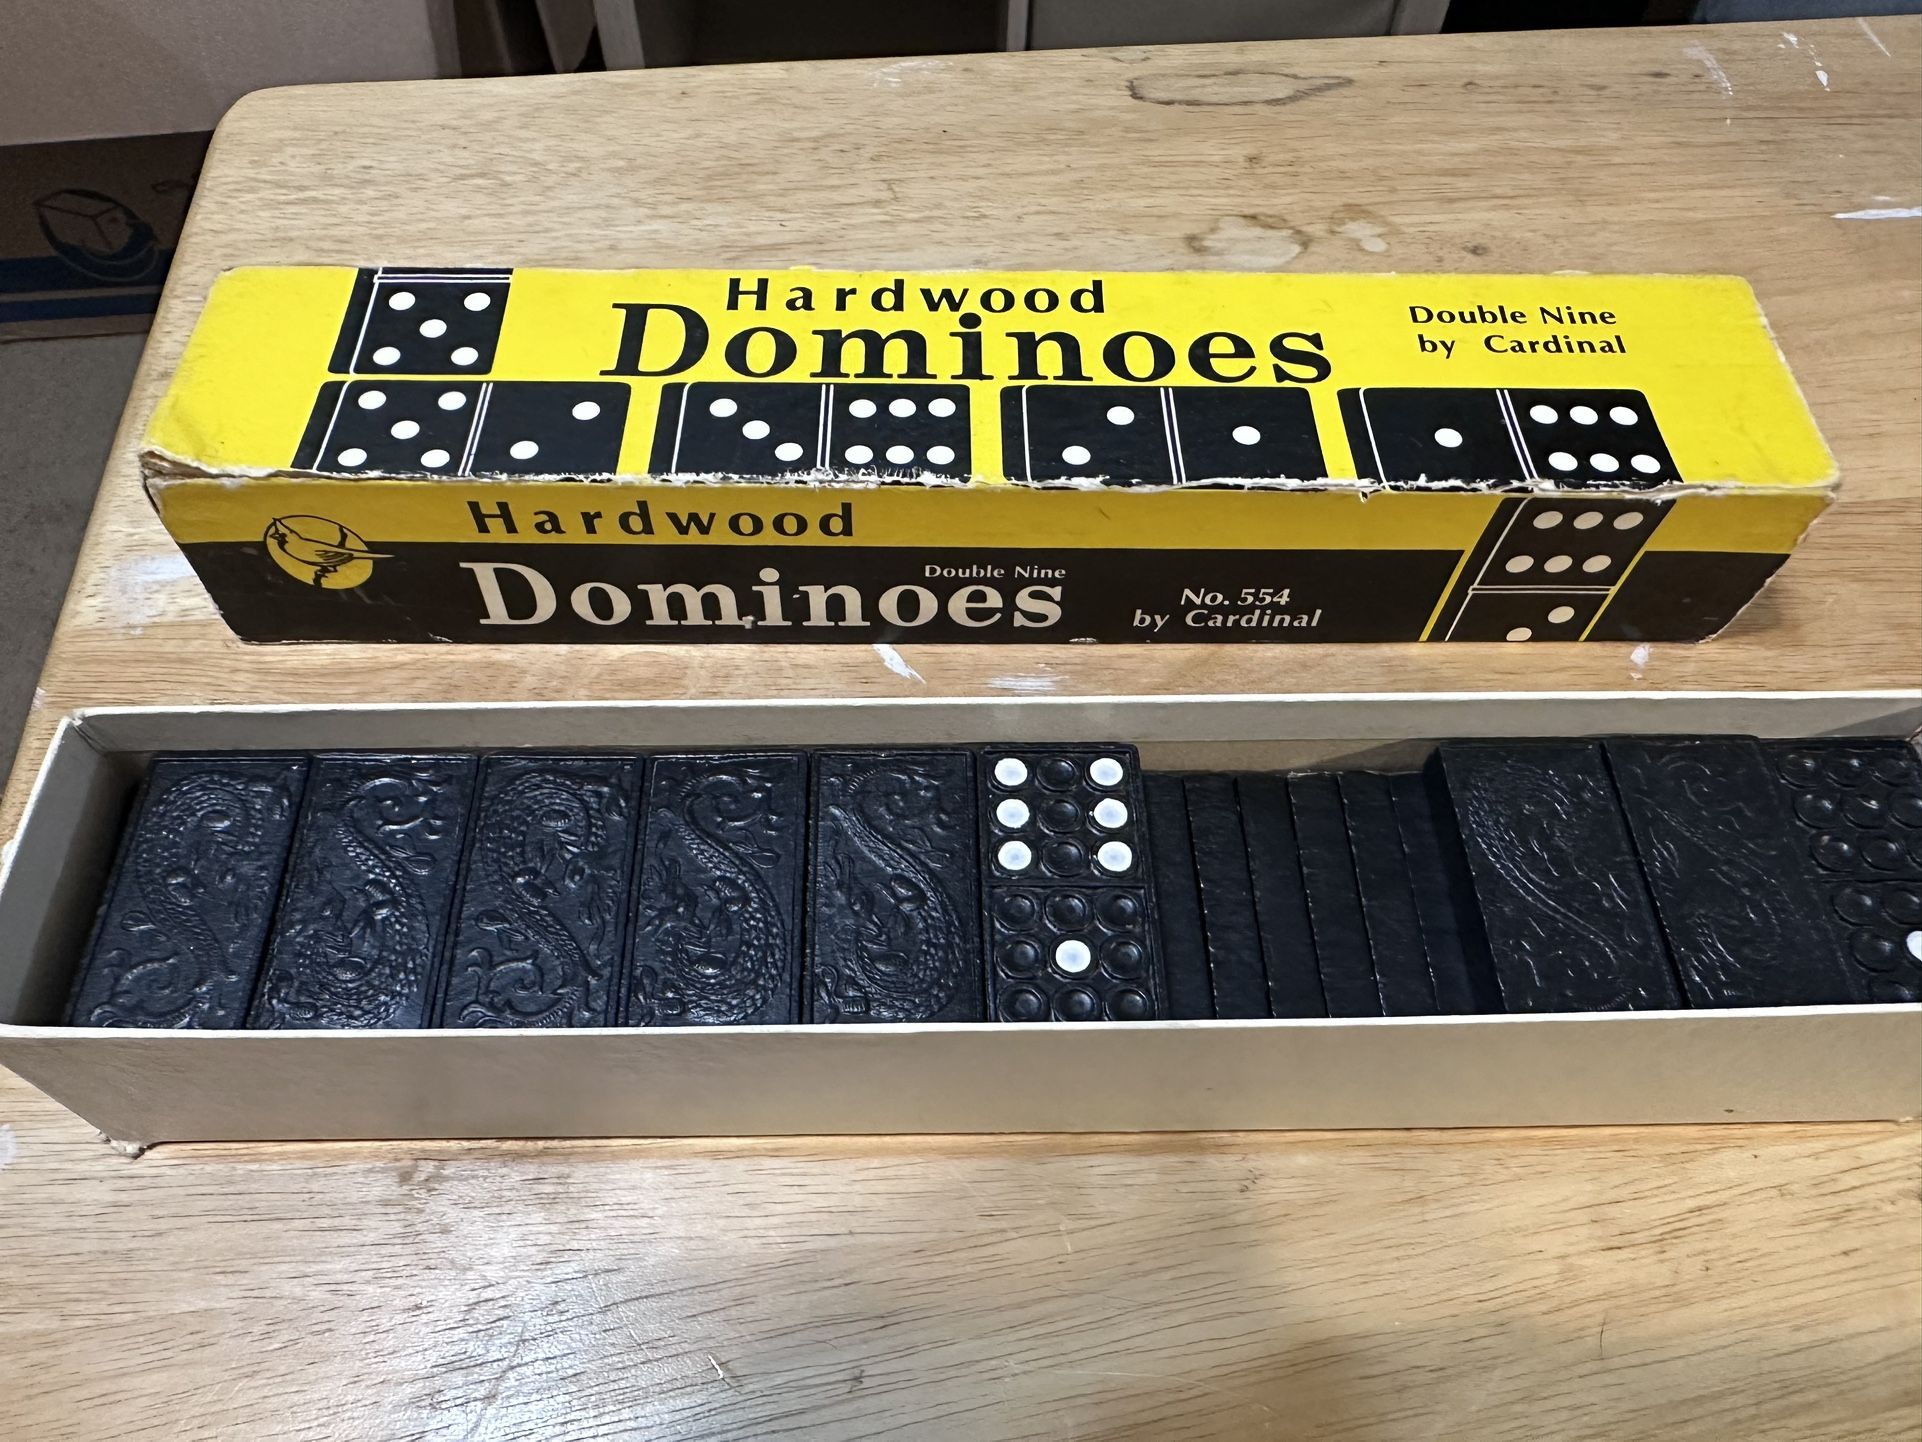 Hardwood
Dominoes
Double Nine
by Cardinal
Hardwood
Double Nine
Dominoes
No. 554
by Cardinal